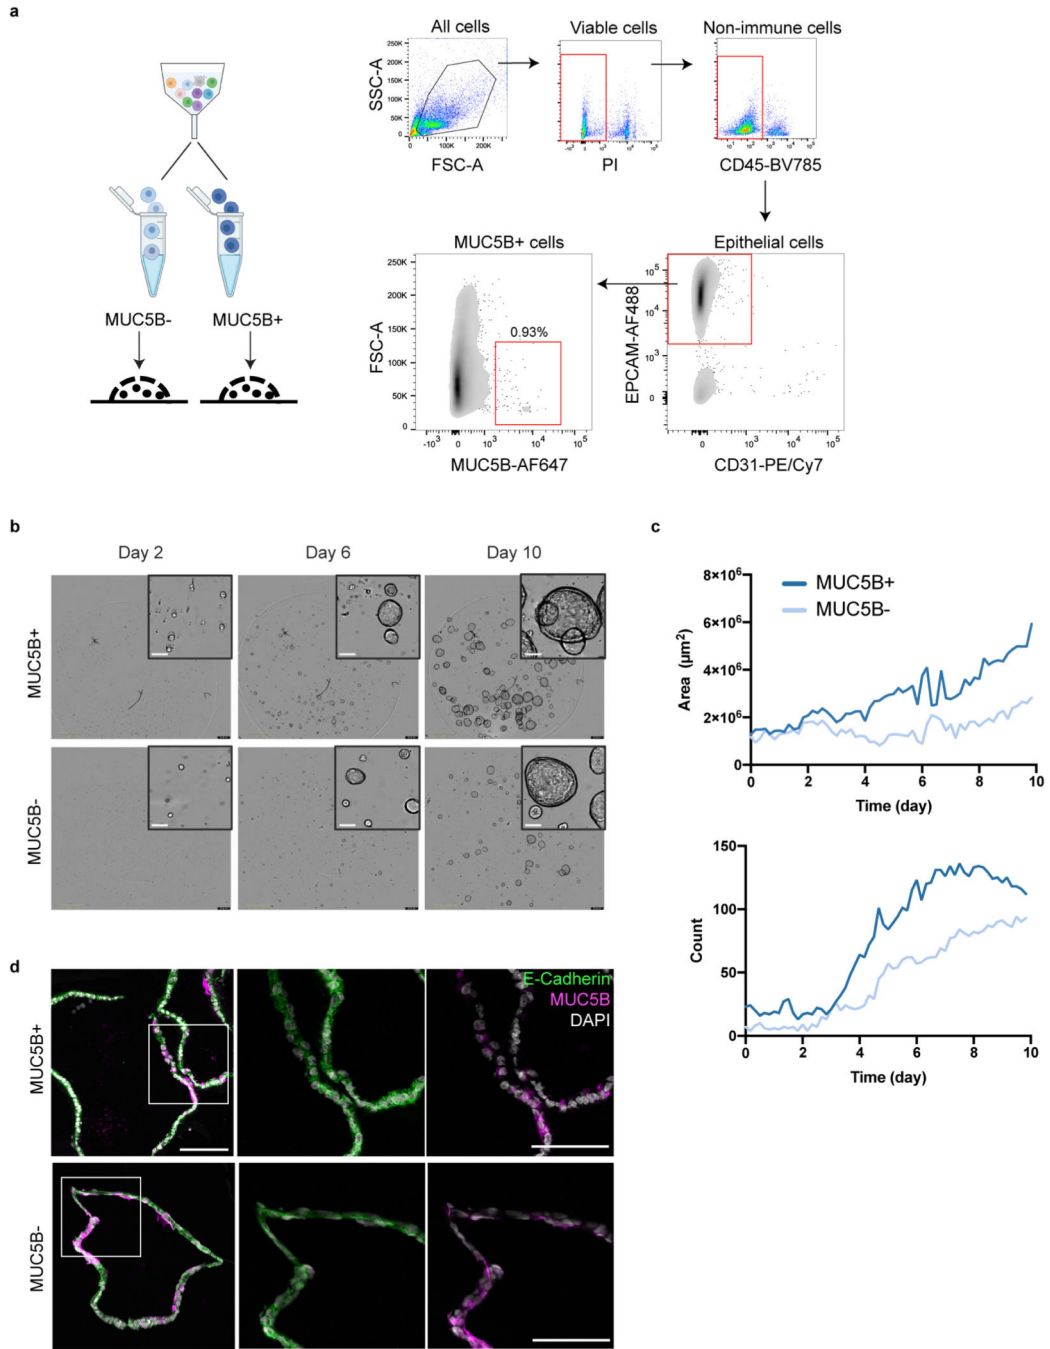 a
All cells
Viable cells
Non-immune cells
SSC-A
250K
200K
150K
100K
50K
0
0
100K
200K
FSC-A
PI
CD45-BV785
MUC5B-
MUC5B+
MUC5B+ cells
FSC-A
250K
200K
150K
100K
50K
0
0.93%
-10³ 0 10³ 10⁴ 10⁵
MUC5B-AF647
Epithelial cells
EPCAM-AF488
10⁵
10⁴
10³
0
0 10³ 10⁴ 10⁵
CD31-PE/Cy7
b
Day 2
Day 6
Day 10
MUC5B+
MUC5B-
c
MUC5B+
MUC5B-
Area (µm²)
8×10⁶
6×10⁶
4×10⁶
2×10⁶
0
0 2 4 6 8 10
Time (day)
Count
150
100
50
0
0 2 4 6 8 10
Time (day)
d
MUC5B+
E-Cadherin
MUC5B
DAPI
MUC5B-